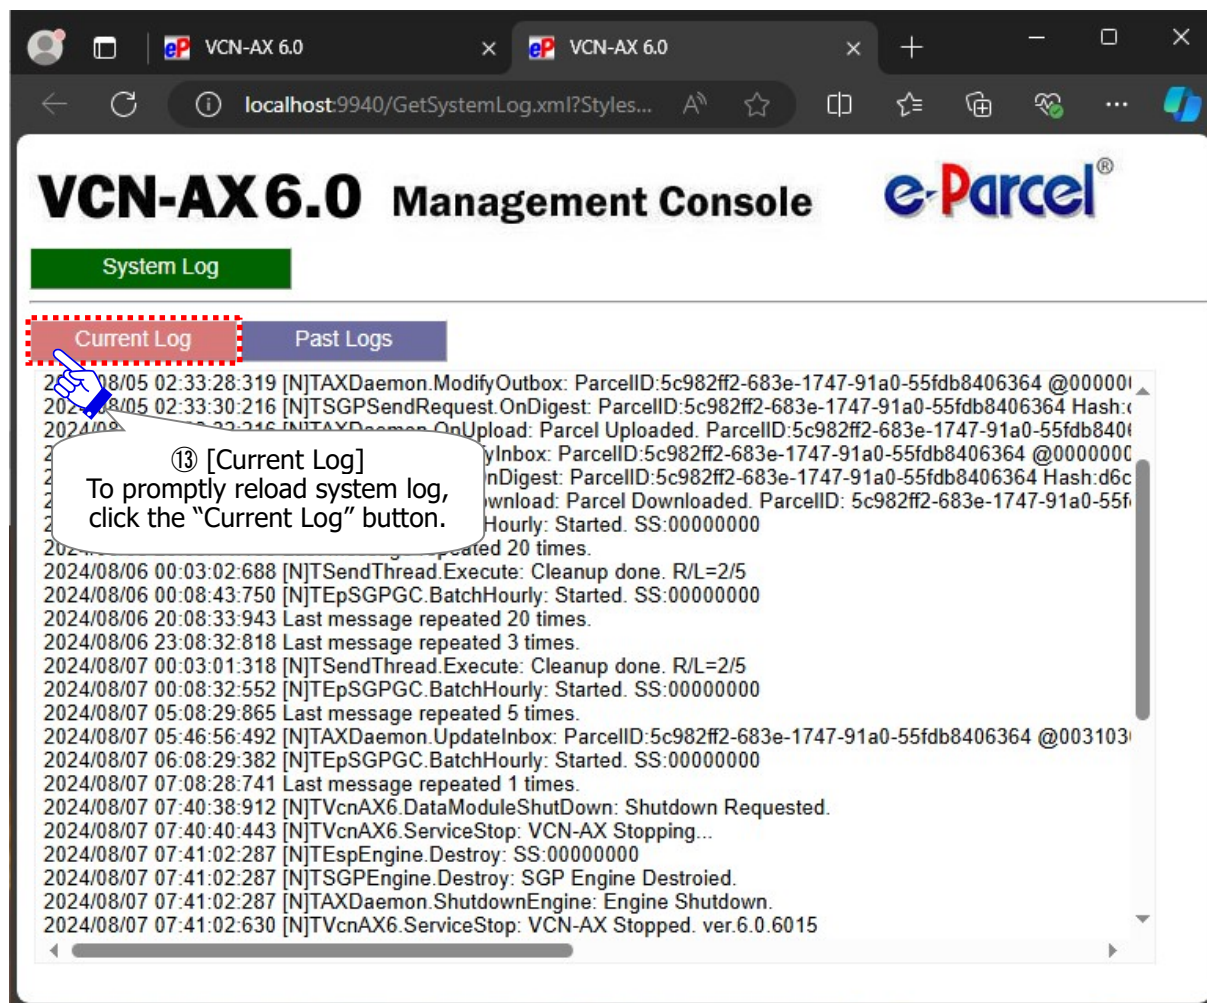 VCN-AX 6.0
VCN-AX 6.0
localhost:9940/GetSystemLog.xml?Styles...
VCN-AX 6.0 Management Console e-Parcel®
System Log
Current Log Past Logs
08/05 02:33:28:319 [N]TAXDaemon.ModifyOutbox: ParcelID:5c982ff2-683e-1747-91a0-55fdb8406364 @00000
2024/08/05 02:33:30:216 [N]TSGPSendRequest.OnDigest: ParcelID:5c982ff2-683e-1747-91a0-55fdb8406364 Hash:
OnUpload: Parcel Uploaded. ParcelID:5c982ff2-683e-1747-91a0-55fdb840
yInbox: ParcelID:5c982ff2-683e-1747-91a0-55fdb8406364 @0000000
nDigest: ParcelID:5c982ff2-683e-1747-91a0-55fdb8406364 Hash:d6c
wnload: Parcel Downloaded. ParcelID: 5c982ff2-683e-1747-91a0-55f
Hourly: Started. SS:00000000
repeated 20 times.
⑬ [Current Log]
To promptly reload system log,
click the “Current Log” button.
2024/08/06 00:03:02:688 [N]TSendThread.Execute: Cleanup done. R/L=2/5
2024/08/06 00:08:43:750 [N]TEpSGPGC.BatchHourly: Started. SS:00000000
2024/08/06 20:08:33:943 Last message repeated 20 times.
2024/08/06 23:08:32:818 Last message repeated 3 times.
2024/08/07 00:03:01:318 [N]TSendThread.Execute: Cleanup done. R/L=2/5
2024/08/07 00:08:32:552 [N]TEpSGPGC.BatchHourly: Started. SS:00000000
2024/08/07 05:08:29:865 Last message repeated 5 times.
2024/08/07 05:46:56:492 [N]TAXDaemon.UpdateInbox: ParcelID:5c982ff2-683e-1747-91a0-55fdb8406364 @003103
2024/08/07 06:08:29:382 [N]TEpSGPGC.BatchHourly: Started. SS:00000000
2024/08/07 07:08:28:741 Last message repeated 1 times.
2024/08/07 07:40:38:912 [N]TVcnAX6.DataModuleShutDown: Shutdown Requested.
2024/08/07 07:40:40:443 [N]TVcnAX6.ServiceStop: VCN-AX Stopping...
2024/08/07 07:41:02:287 [N]TEspEngine.Destroy: SS:00000000
2024/08/07 07:41:02:287 [N]TSGPEngine.Destroy: SGP Engine Destroied.
2024/08/07 07:41:02:287 [N]TAXDaemon.ShutdownEngine: Engine Shutdown.
2024/08/07 07:41:02:630 [N]TVcnAX6.ServiceStop: VCN-AX Stopped. ver.6.0.6015